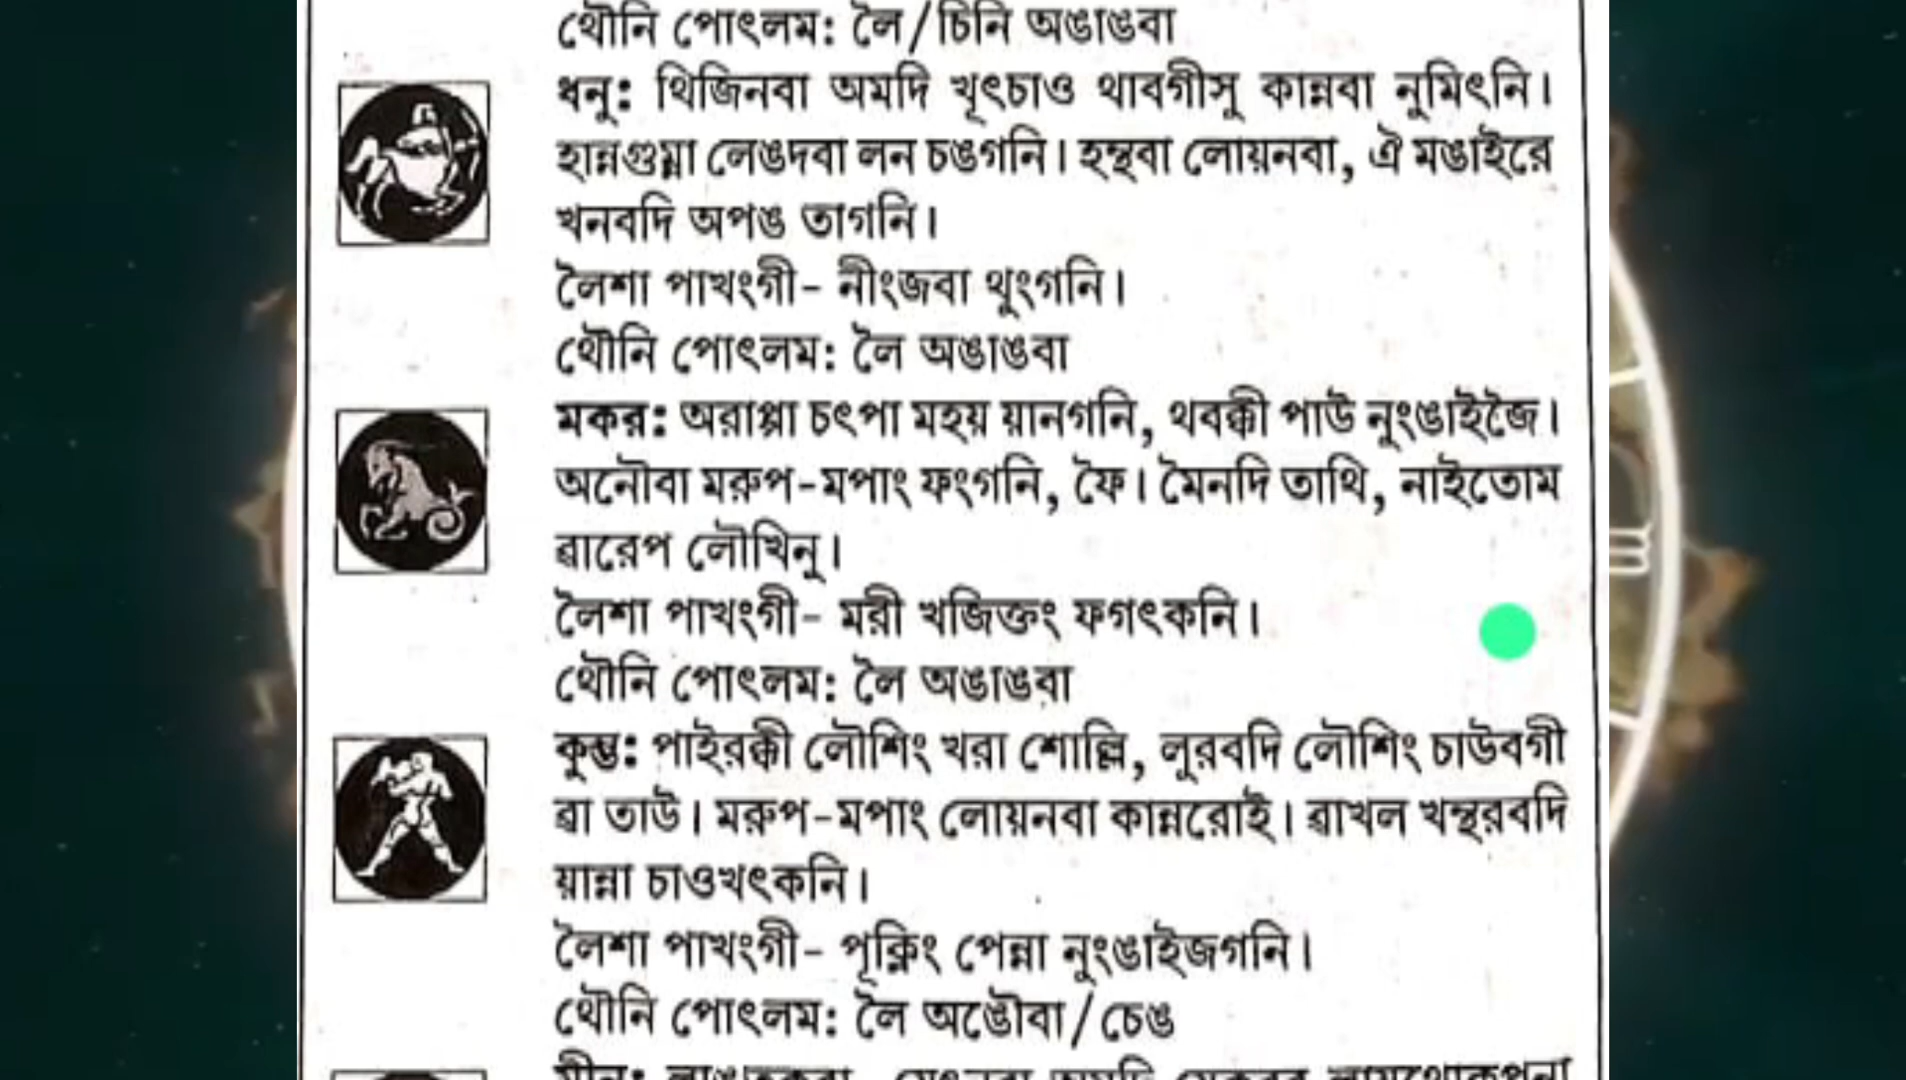 থৌনি পোৎলম: লৈ/চিনি অঙাঙবা
ধনু: থিজিনবা অমদি খূৎচাও থাবগীসু কান্নবা নুমিৎনি।
হান্নগুম্না লেঙদবা লন চঙগনি। হন্থবা লোয়নবা, ঐ মঙাইরে
খনবদি অপঙ তাগনি।
লৈশা পাখংগী- নীংজবা থুংগনি।
থৌনি পোৎলম: লৈ অঙাঙবা
মকর: অরাপ্পা চৎপা মহয় য়ানগনি, থবক্কী পাউ নুংঙাইজৈ।
অনৌবা মরুপ-মপাং ফংগনি, ফৈ। মৈনদি তাথি, নাইতোম
ৱারেপ লৌখিনু।
লৈশা পাখংগী- মরী খজিক্তং ফগৎকনি।
থৌনি পোৎলম: লৈ অঙাঙবা
কুম্ভ: পাইরক্কী লৌশিং খরা শোল্লি, লুরবদি লৌশিং চাউবগী
ৱা তাউ। মরুপ-মপাং লোয়নবা কান্নরোই। ৱাখল খন্থরবদি
য়ান্না চাওখৎকনি।
লৈশা পাখংগী- পূক্লিং পেন্না নুংঙাইজগনি।
থৌনি পোৎলম: লৈ অঙৌবা/চেঙ
মীন: